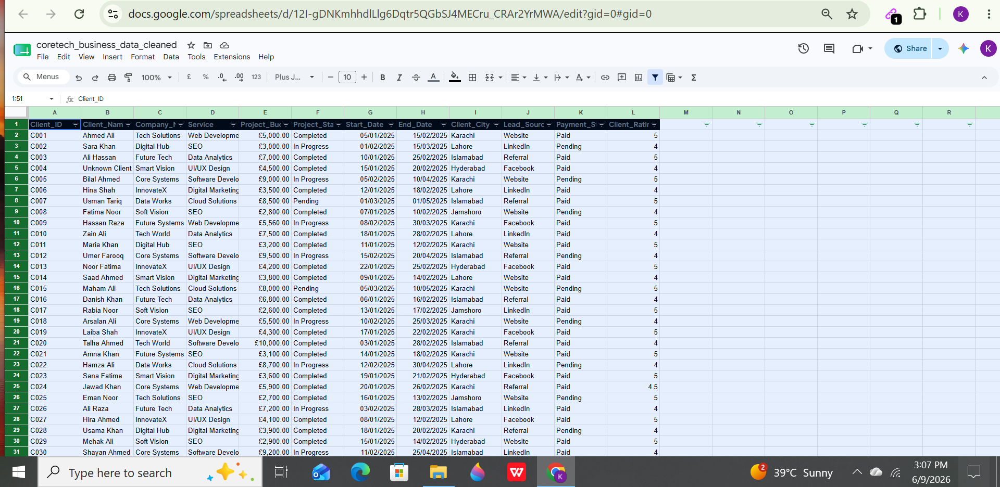 docs.google.com/spreadsheets/d/12I-gDNKmhhdlLlg6Dqtr5QGbSJ4MECru_CRAr2YrMWA/edit?gid=0#gid=0 1 K
coretech_business_data_cleaned
File Edit View Insert Format Data Tools Extensions Help Share K
Menus 100% £ % .0 .00 123 Plus J... 10 B I S A
1:51 fx Client_ID
A B C D E F G H I J K L M N O P Q R
1 Client_ID Client_Nam Company_N Service Project_Buc Project_Sta Start_Date End_Date Client_City Lead_Sourc Payment_St Client_Ratir
2 C001 Ahmed Ali Tech Solutions Web Developme £5,000.00 Completed 05/01/2025 15/02/2025 Karachi Website Paid 5
3 C002 Sara Khan Digital Hub SEO £3,000.00 In Progress 01/02/2025 15/03/2025 Lahore LinkedIn Pending 4
4 C003 Ali Hassan Future Tech Data Analytics £7,000.00 Completed 10/01/2025 25/02/2025 Islamabad Referral Paid 5
5 C004 Unknown Client Smart Vision UI/UX Design £4,500.00 Completed 15/01/2025 20/02/2025 Hyderabad Facebook Paid 4
6 C005 Bilal Ahmed Core Systems Software Develo £9,000.00 In Progress 05/02/2025 10/04/2025 Karachi Website Pending 5
7 C006 Hina Shah InnovateX Digital Marketing £3,500.00 Completed 12/01/2025 18/02/2025 Lahore LinkedIn Paid 4
8 C007 Usman Tariq Data Works Cloud Solutions £8,500.00 Pending 01/03/2025 01/05/2025 Islamabad Referral Paid 5
9 C008 Fatima Noor Soft Vision SEO £2,800.00 Completed 07/01/2025 10/02/2025 Jamshoro Website Pending 4
10 C009 Hassan Raza Future Systems Web Developme £5,560.00 In Progress 08/02/2025 30/03/2025 Karachi Facebook Paid 5
11 C010 Zain Ali Tech World Data Analytics £7,500.00 Completed 18/01/2025 28/02/2025 Lahore LinkedIn Paid 4
12 C011 Maria Khan Digital Hub SEO £3,200.00 Completed 11/01/2025 12/02/2025 Karachi Website Paid 5
13 C012 Umer Farooq Core Systems Software Develo £9,500.00 In Progress 15/02/2025 20/04/2025 Islamabad Referral Pending 4
14 C013 Noor Fatima InnovateX UI/UX Design £4,200.00 Completed 22/01/2025 25/02/2025 Hyderabad Facebook Paid 5
15 C014 Saad Ahmed Smart Vision Digital Marketing £3,800.00 Completed 09/01/2025 14/02/2025 Lahore Website Paid 4
16 C015 Maham Ali Tech Solutions Cloud Solutions £8,000.00 Pending 05/03/2025 10/05/2025 Karachi Website Pending 5
17 C016 Danish Khan Future Tech Data Analytics £6,800.00 Completed 06/01/2025 16/02/2025 Islamabad Referral Paid 4
18 C017 Rabia Noor Soft Vision SEO £2,600.00 Completed 13/01/2025 17/02/2025 Jamshoro LinkedIn Paid 5
19 C018 Arsalan Ali Core Systems Web Developme £5,500.00 In Progress 10/02/2025 25/03/2025 Karachi Website Pending 4
20 C019 Laiba Shah InnovateX UI/UX Design £4,300.00 Completed 17/01/2025 22/02/2025 Karachi Facebook Paid 5
21 C020 Talha Ahmed Tech World Software Develo £10,000.00 Completed 03/01/2025 28/02/2025 Islamabad Referral Paid 4
22 C021 Amna Khan Future Systems SEO £3,100.00 Completed 14/01/2025 18/02/2025 Karachi Website Paid 5
23 C022 Hamza Ali Data Works Cloud Solutions £8,700.00 In Progress 12/02/2025 30/04/2025 Lahore LinkedIn Pending 4
24 C023 Sana Fatima Smart Vision Digital Marketing £3,600.00 Completed 19/01/2025 21/02/2025 Hyderabad Facebook Paid 5
25 C024 Jawad Khan Core Systems Web Developme £5,900.00 Completed 20/01/2025 26/02/2025 Karachi Referral Paid 4.5
26 C025 Eman Noor Tech Solutions SEO £2,700.00 Completed 16/01/2025 13/02/2025 Jamshoro Website Pending 5
27 C026 Ali Raza Future Tech Data Analytics £7,200.00 In Progress 03/02/2025 28/03/2025 Islamabad LinkedIn Paid 4
28 C027 Hira Ahmed InnovateX UI/UX Design £4,100.00 Completed 08/01/2025 12/02/2025 Lahore Facebook Paid 5
29 C028 Usama Khan Digital Hub Digital Marketing £3,900.00 Completed 18/01/2025 20/02/2025 Karachi Referral Pending 4
30 C029 Mehak Ali Soft Vision SEO £2,900.00 Completed 15/01/2025 14/02/2025 Hyderabad Website Paid 5
31 C030 Shayan Ahmed Core Systems Software Develo £9,200.00 In Progress 11/02/2025 25/04/2025 Islamabad LinkedIn Paid 4
Type here to search 2 39°C Sunny 3:07 PM
6/9/2026